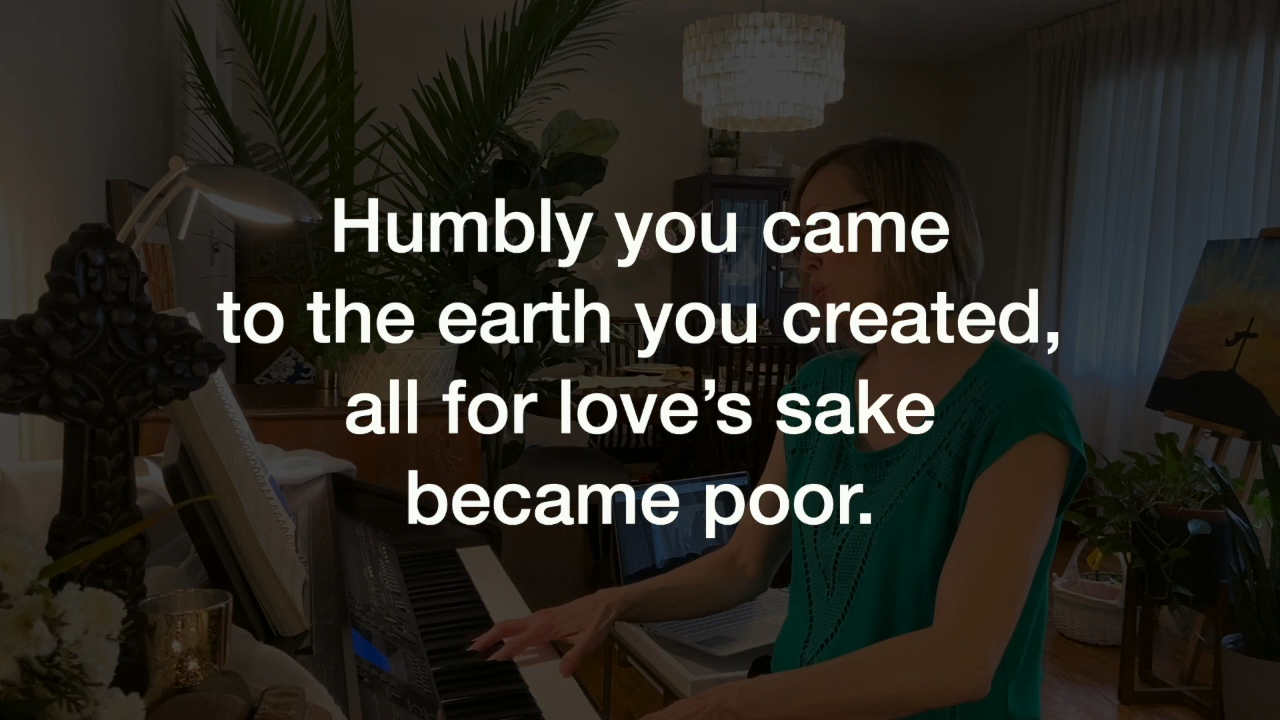 Humbly you came
to the earth you created,
all for love’s sake
became poor.